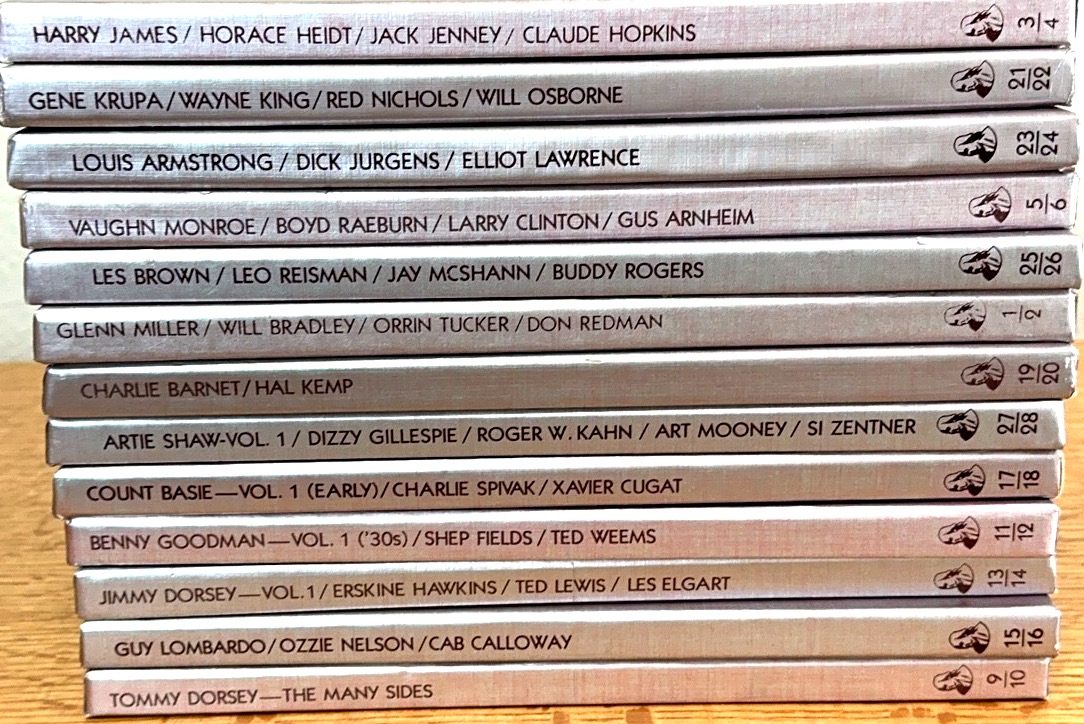 HARRY JAMES / HORACE HEIDT / JACK JENNEY / CLAUDE HOPKINS 3/4
GENE KRUPA / WAYNE KING / RED NICHOLS / WILL OSBORNE 21/22
LOUIS ARMSTRONG / DICK JURGENS / ELLIOT LAWRENCE 23/24
VAUGHN MONROE / BOYD RAEBURN / LARRY CLINTON / GUS ARNHEIM 5/6
LES BROWN / LEO REISMAN / JAY MCSHANN / BUDDY ROGERS 25/26
GLENN MILLER / WILL BRADLEY / ORRIN TUCKER / DON REDMAN 1/2
CHARLIE BARNET / HAL KEMP 19/20
ARTIE SHAW-VOL. 1 / DIZZY GILLESPIE / ROGER W. KAHN / ART MOONEY / SI ZENTNER 27/28
COUNT BASIE—VOL. 1 (EARLY) / CHARLIE SPIVAK / XAVIER CUGAT 17/18
BENNY GOODMAN—VOL. 1 ('30s) / SHEP FIELDS / TED WEEMS 11/12
JIMMY DORSEY—VOL. 1 / ERSKINE HAWKINS / TED LEWIS / LES ELGART 13/14
GUY LOMBARDO / OZZIE NELSON / CAB CALLOWAY 15/16
TOMMY DORSEY—THE MANY SIDES 9/10